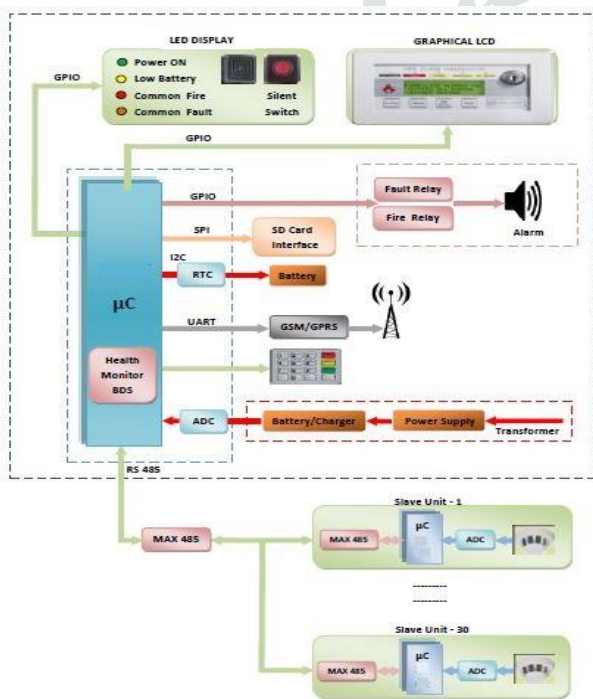 LED DISPLAY
GRAPHICAL LCD
GPIO
Power ON
Low Battery
Common Fire
Common Fault
Silent
Switch
GPIO
GPIO
Fault Relay
Fire Relay
Alarm
SPI
SD Card
Interface
I2C
RTC
Battery
µC
UART
GSM/GPRS
Health
Monitor
BDS
ADC
Battery/Charger
Power Supply
Transformer
RS 485
MAX 485
Slave Unit - 1
MAX 485
µC
ADC
Slave Unit - 30
MAX 485
µC
ADC